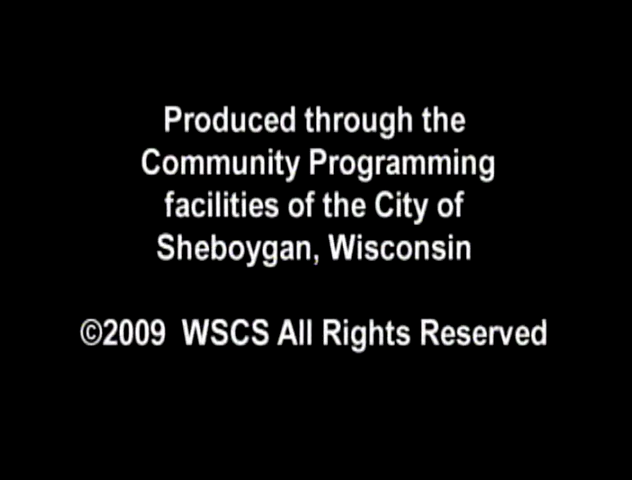 Produced through the
Community Programming
facilities of the City of
Sheboygan, Wisconsin
©2009 WSCS All Rights Reserved